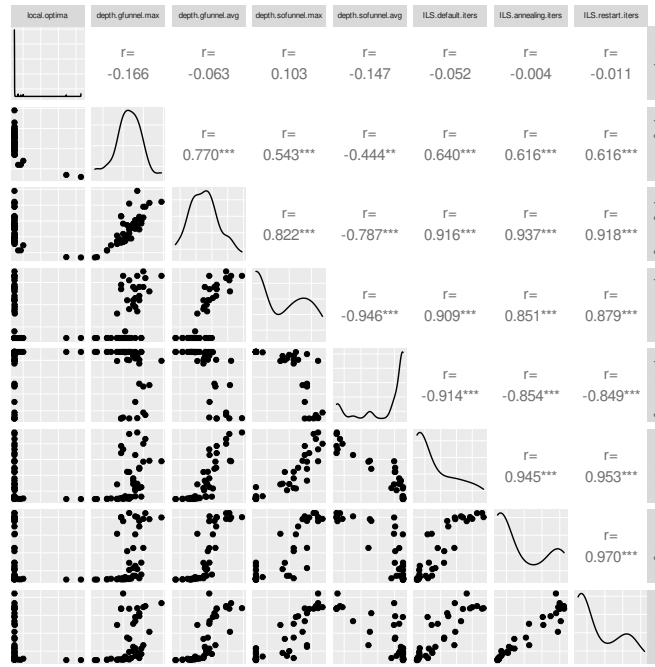 local.optima depth.gfunnel.max depth.gfunnel.avg depth.sofunnel.max depth.sofunnel.avg ILS.default.iters ILS.annealing.iters ILS.restart.iters
r= r= r= r= r= r= r=
-0.166 -0.063 0.103 -0.147 -0.052 -0.004 -0.011
r= r= r= r= r= r=
0.770*** 0.543*** -0.444** 0.640*** 0.616*** 0.616***
r= r= r= r= r=
0.822*** -0.787*** 0.916*** 0.937*** 0.918***
r= r= r= r=
-0.946*** 0.909*** 0.851*** 0.879***
r= r= r=
-0.914*** -0.854*** -0.849***
r= r=
0.945*** 0.953***
r=
0.970***